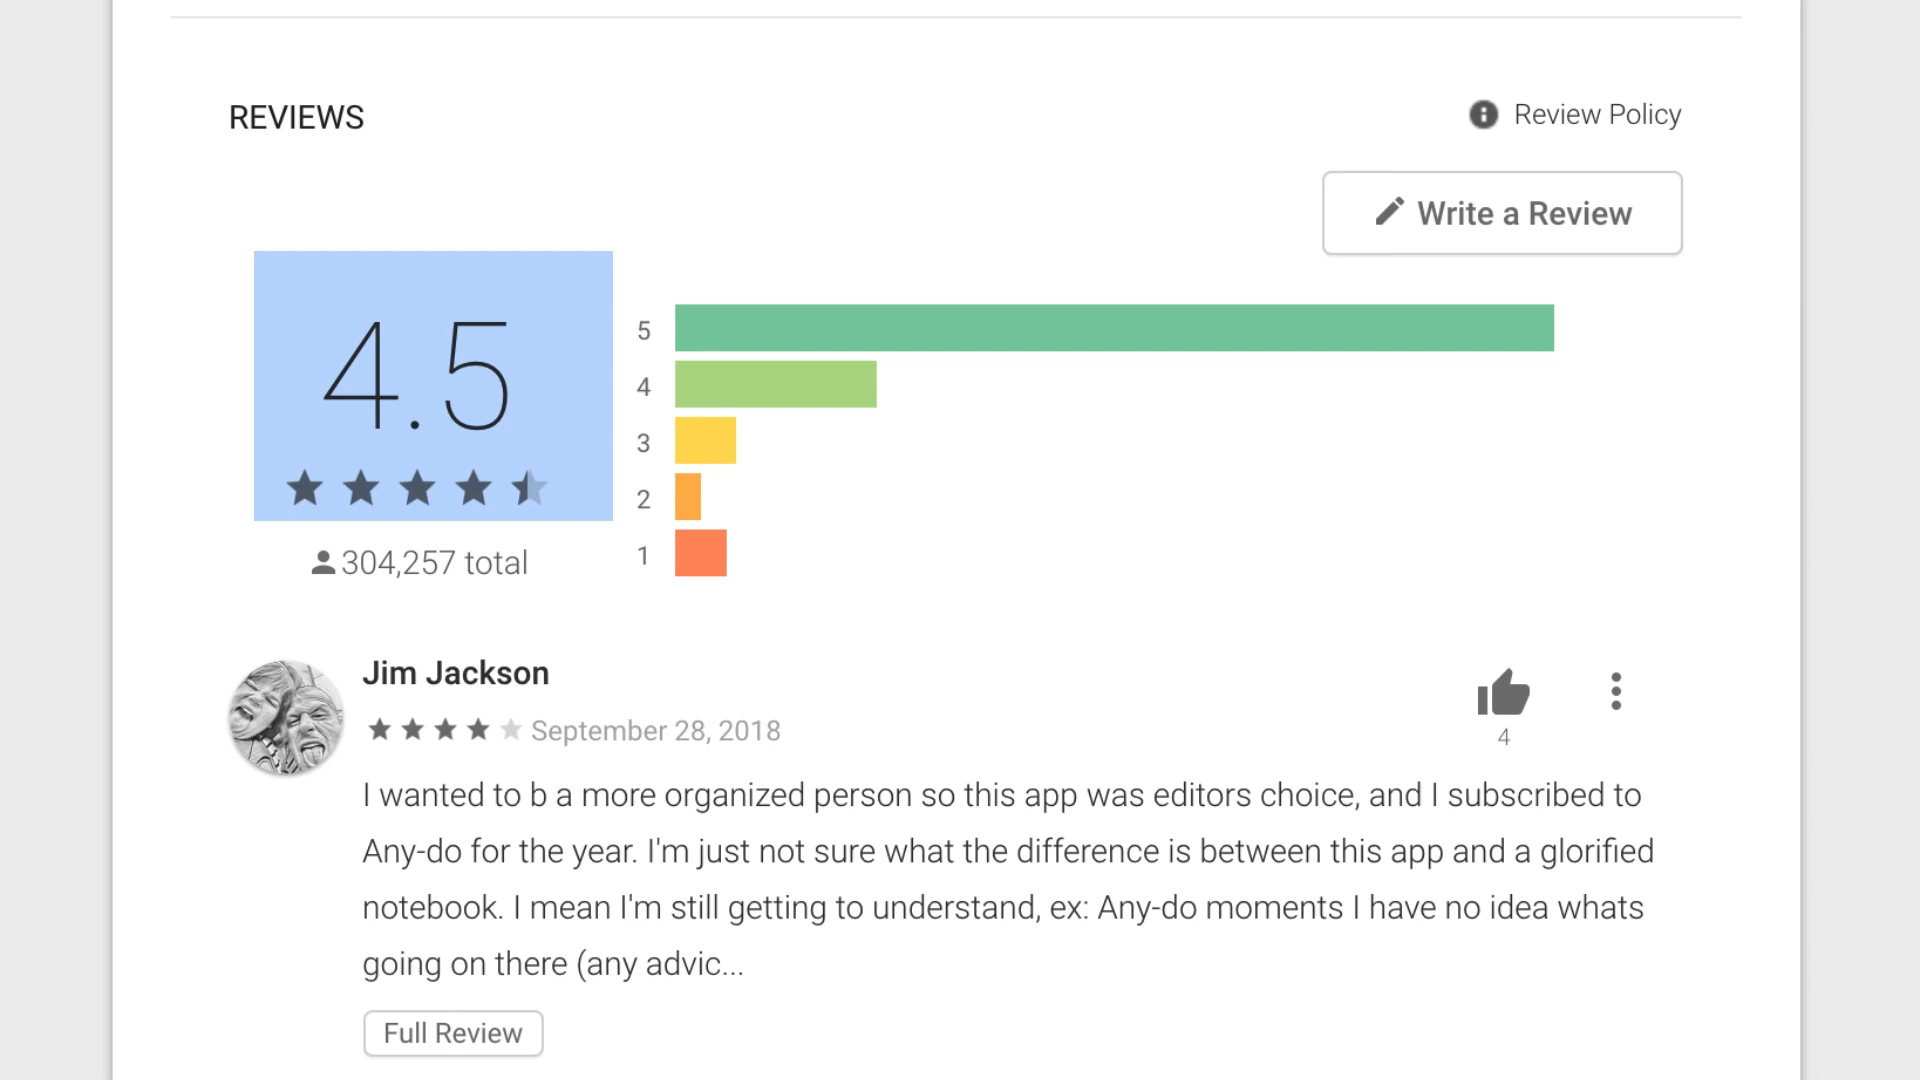 REVIEWS
Review Policy
Write a Review
4.5
5
4
3
2
1
304,257 total
Jim Jackson
September 28, 2018
4
I wanted to b a more organized person so this app was editors choice, and I subscribed to
Any-do for the year. I'm just not sure what the difference is between this app and a glorified
notebook. I mean I'm still getting to understand, ex: Any-do moments I have no idea whats
going on there (any advic...
Full Review